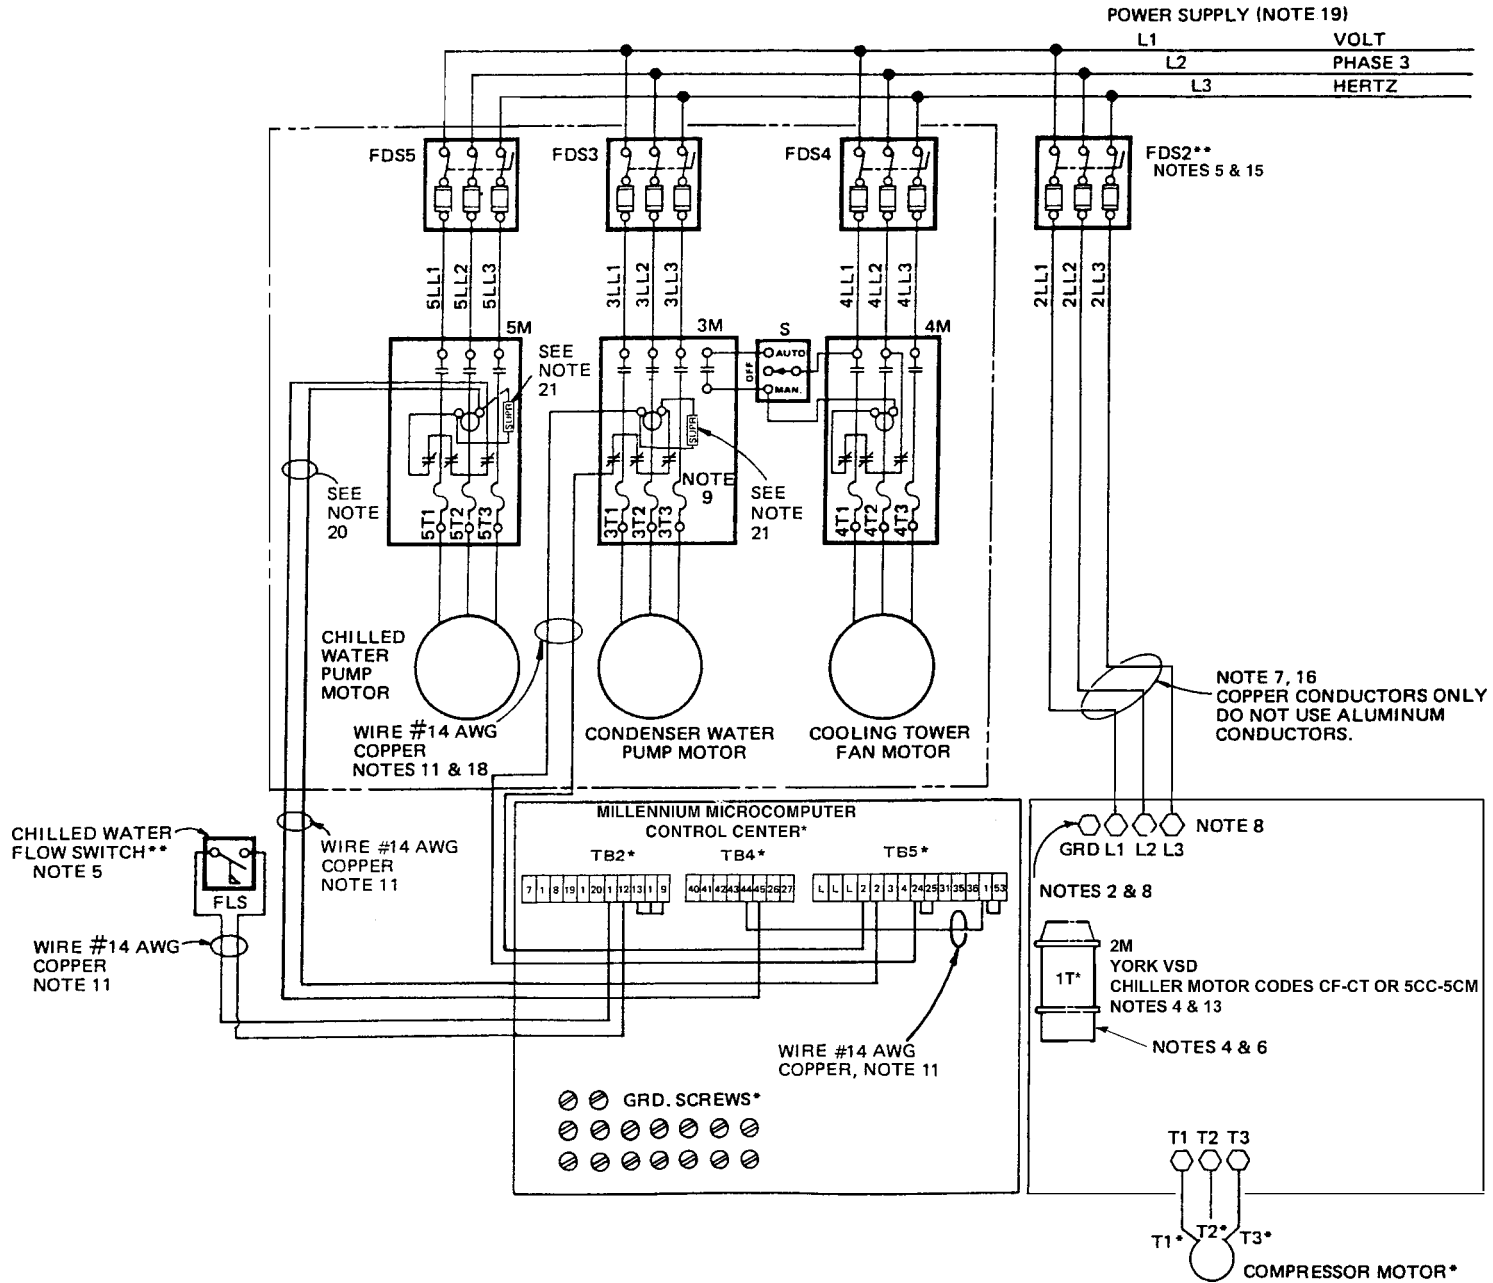 POWER SUPPLY (NOTE 19)
L1 VOLT
L2 PHASE 3
L3 HERTZ
FDS5
FDS3
FDS4
FDS2**
NOTES 5 & 15
5LL1
5LL2
5LL3
3LL1
3LL2
3LL3
4LL1
4LL2
4LL3
2LL1
2LL2
2LL3
5M
3M
S
4M
SEE
NOTE
21
AUTO
OFF
MAN.
SUPR
SUPR
SEE
NOTE
20
NOTE
9
SEE
NOTE
21
5T1
5T2
5T3
3T1
3T2
3T3
4T1
4T2
4T3
CHILLED
WATER
PUMP
MOTOR
WIRE #14 AWG
COPPER
NOTES 11 & 18
CONDENSER WATER
PUMP MOTOR
COOLING TOWER
FAN MOTOR
NOTE 7, 16
COPPER CONDUCTORS ONLY
DO NOT USE ALUMINUM
CONDUCTORS.
CHILLED WATER
FLOW SWITCH**
NOTE 5
FLS
WIRE #14 AWG
COPPER
NOTE 11
WIRE #14 AWG
COPPER
NOTE 11
MILLENNIUM MICROCOMPUTER
CONTROL CENTER*
TB2*
TB4*
TB5*
7 1 8 19 1 20 1 12 13 1 9
40 41 42 43 44 45 26 27
L L L 2 2 3 4 24 25 31 35 36 1 53
WIRE #14 AWG
COPPER, NOTE 11
GRD. SCREWS*
NOTE 8
GRD L1 L2 L3
NOTES 2 & 8
1T*
2M
YORK VSD
CHILLER MOTOR CODES CF-CT OR 5CC-5CM
NOTES 4 & 13
NOTES 4 & 6
T1 T2 T3
T1* T2* T3*
COMPRESSOR MOTOR*